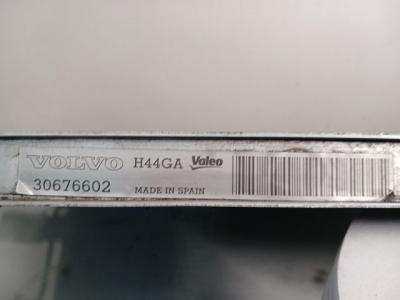 VOLVO H44GA Valeo
30676602 MADE IN SPAIN